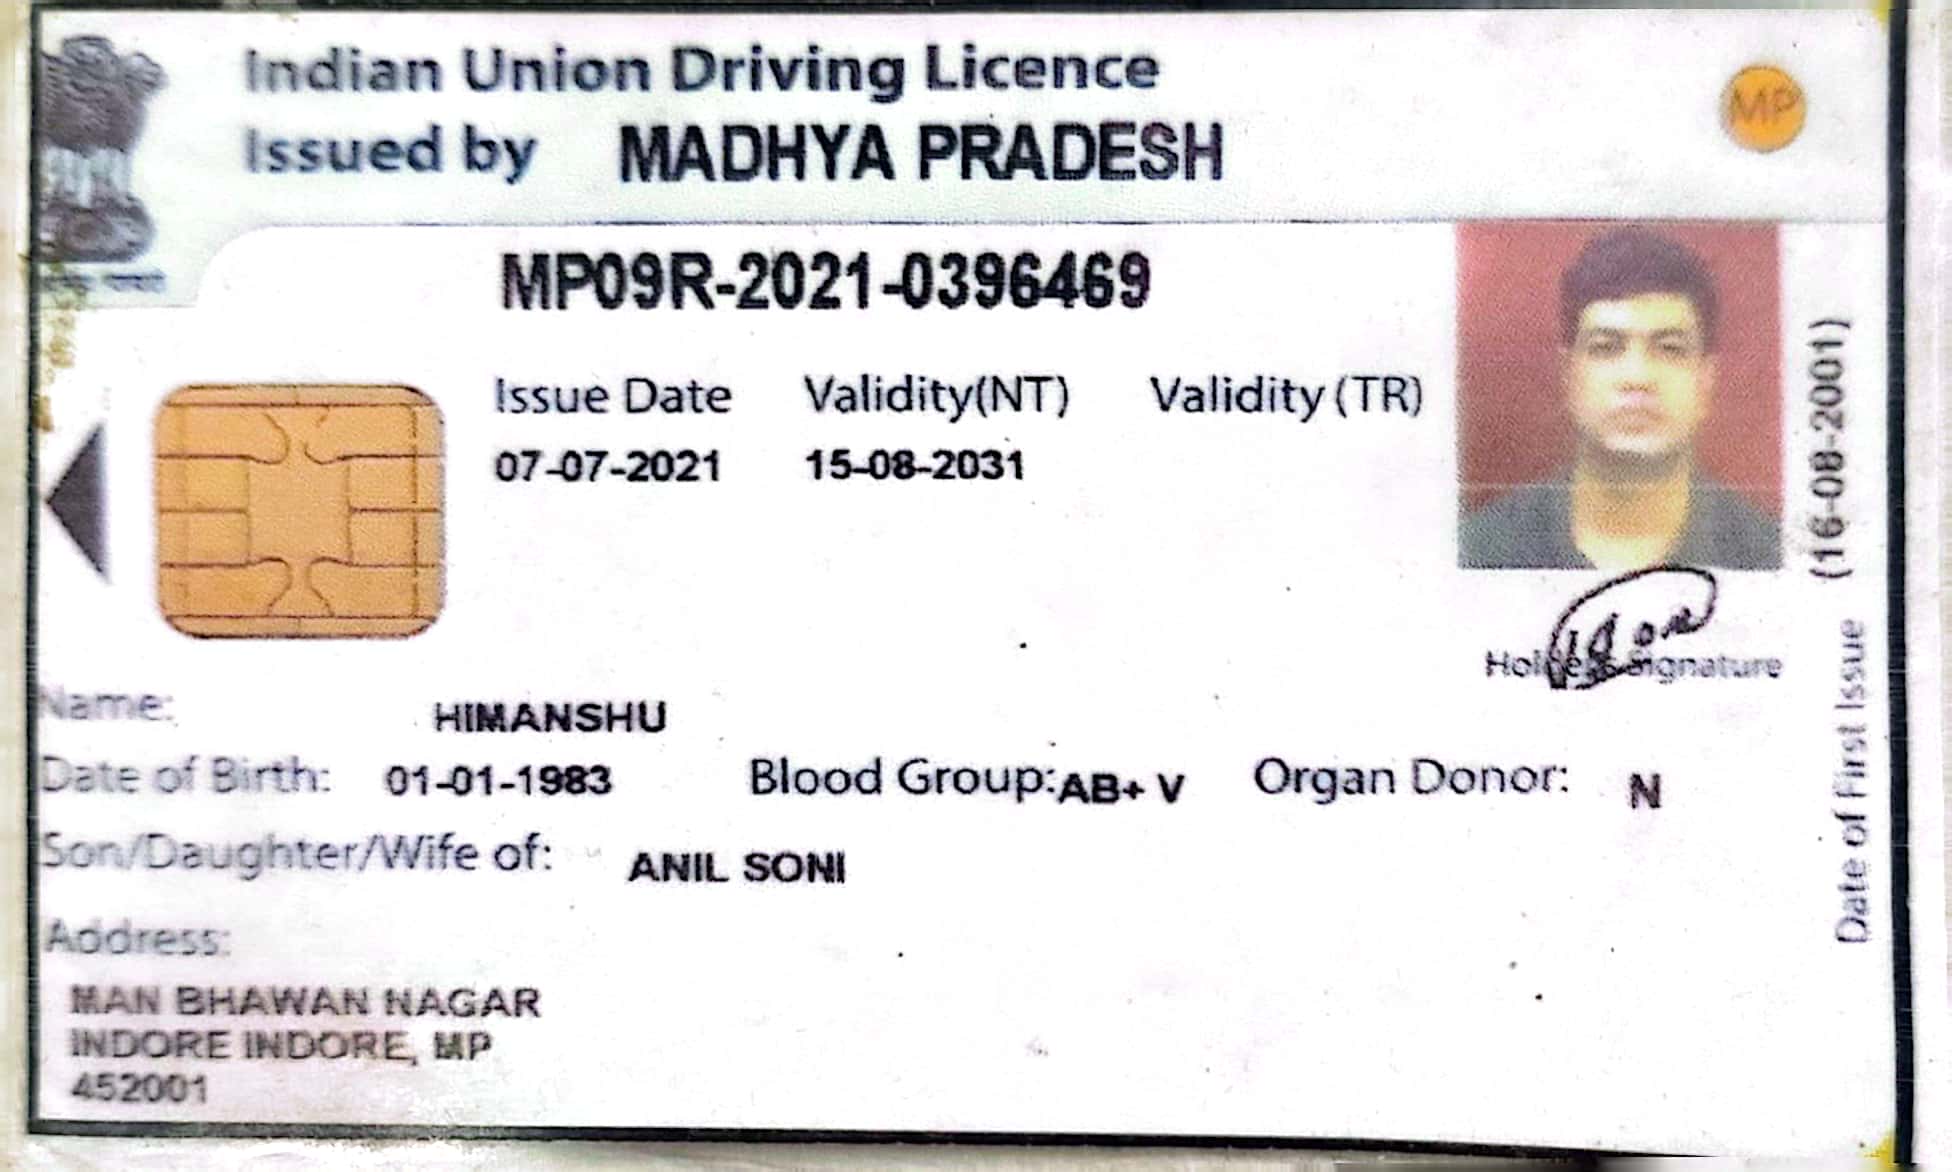 Indian Union Driving Licence
Issued by MADHYA PRADESH
MP
MP09R-2021-0396469
Issue Date Validity(NT) Validity (TR)
07-07-2021 15-08-2031
Holder's Signature
Date of First Issue (16-08-2001)
Name: HIMANSHU
Date of Birth: 01-01-1983 Blood Group: AB+ V Organ Donor: N
Son/Daughter/Wife of: ANIL SONI
Address:
MAN BHAWAN NAGAR
INDORE INDORE, MP
452001